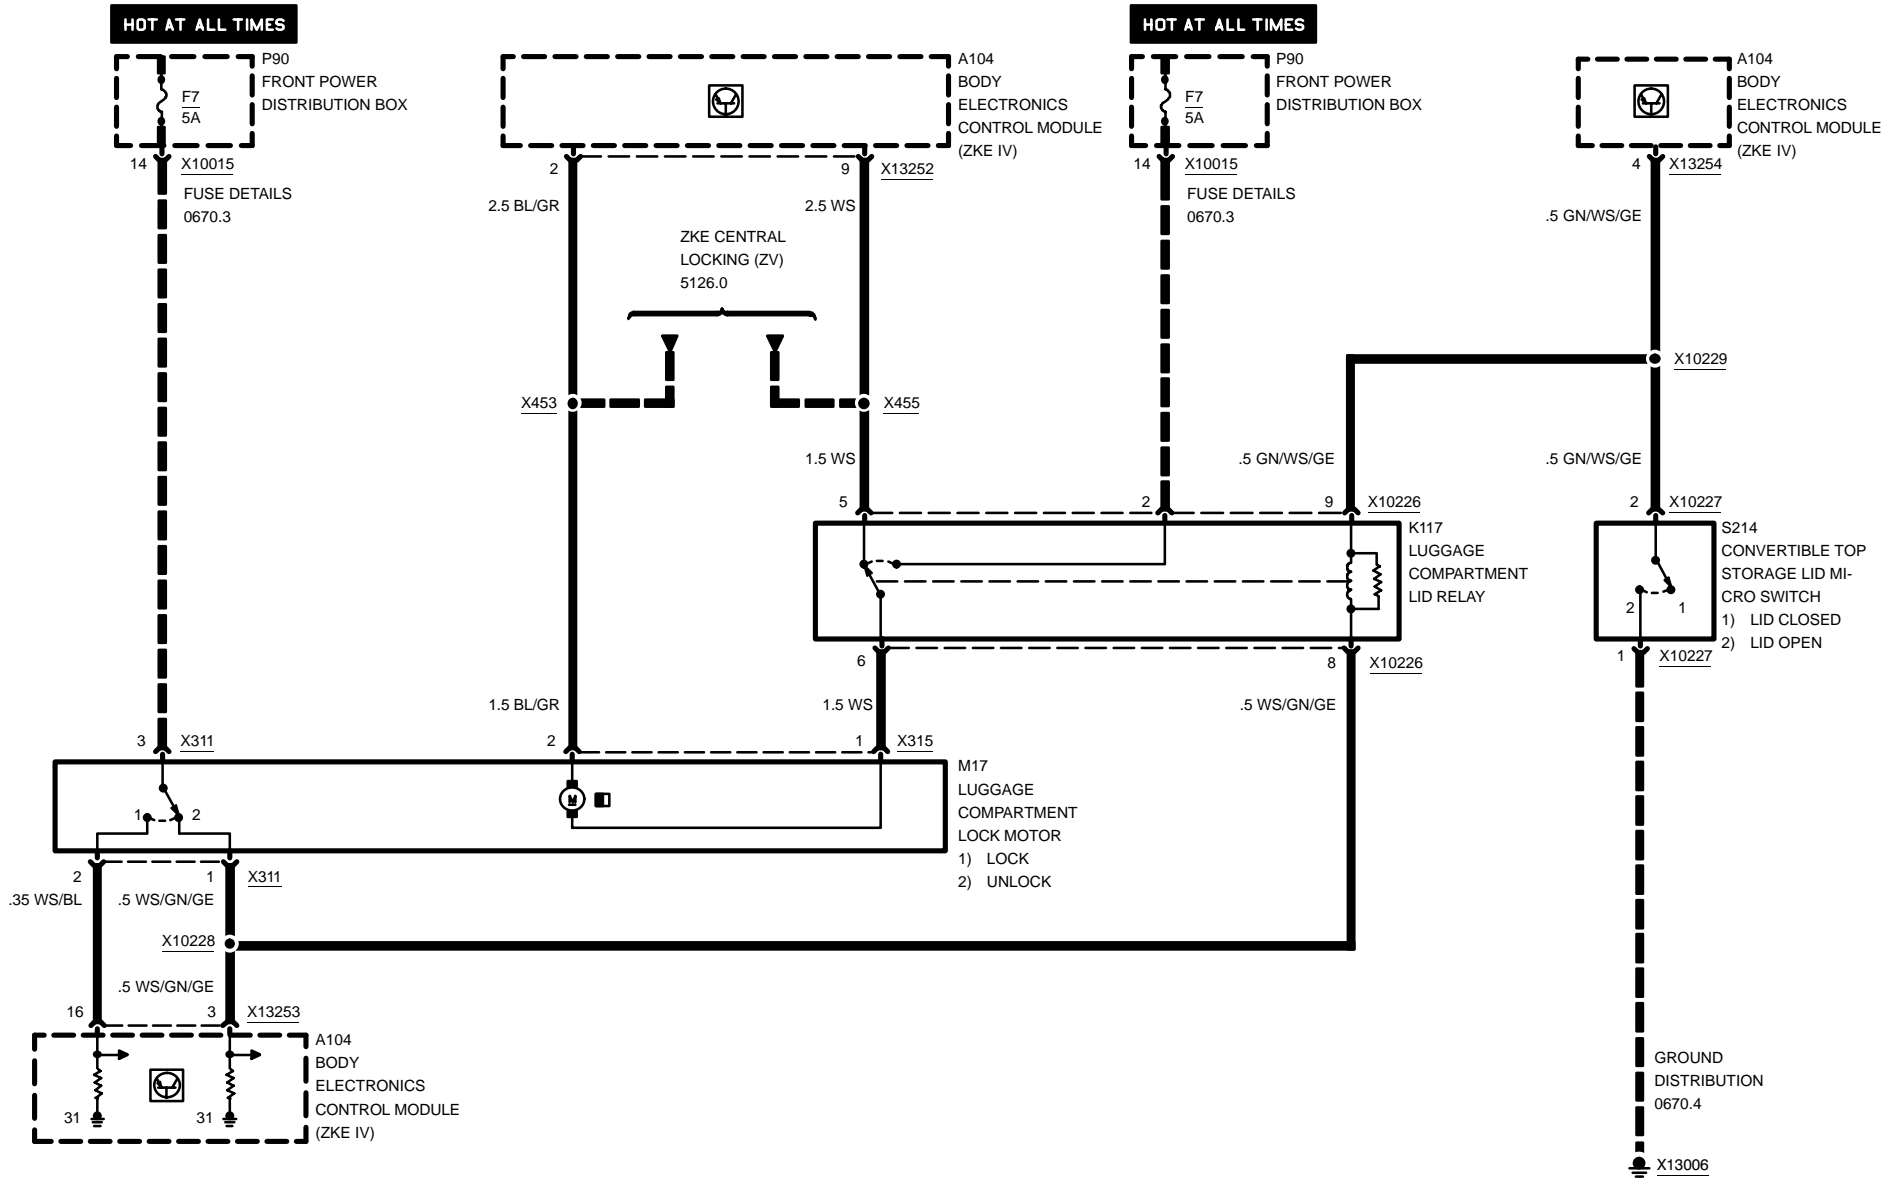 HOT AT ALL TIMES
P90
FRONT POWER
DISTRIBUTION BOX
F7
5A
14
X10015
FUSE DETAILS
0670.3
A104
BODY
ELECTRONICS
CONTROL MODULE
(ZKE IV)
2
9
X13252
2.5 BL/GR
2.5 WS
ZKE CENTRAL
LOCKING (ZV)
5126.0
X453
X455
HOT AT ALL TIMES
P90
FRONT POWER
DISTRIBUTION BOX
F7
5A
14
X10015
FUSE DETAILS
0670.3
A104
BODY
ELECTRONICS
CONTROL MODULE
(ZKE IV)
4
X13254
.5 GN/WS/GE
X10229
1.5 WS
.5 GN/WS/GE
.5 GN/WS/GE
5
2
9
X10226
2
X10227
K117
LUGGAGE
COMPARTMENT
LID RELAY
S214
CONVERTIBLE TOP
STORAGE LID MI-
CRO SWITCH
1) LID CLOSED
2) LID OPEN
2
1
6
8
X10226
1
X10227
1.5 BL/GR
1.5 WS
.5 WS/GN/GE
3
X311
2
1
X315
M17
LUGGAGE
COMPARTMENT
LOCK MOTOR
1) LOCK
2) UNLOCK
1
2
M
2
1
X311
.35 WS/BL
.5 WS/GN/GE
X10228
.5 WS/GN/GE
16
3
X13253
A104
BODY
ELECTRONICS
CONTROL MODULE
(ZKE IV)
31
31
GROUND
DISTRIBUTION
0670.4
X13006